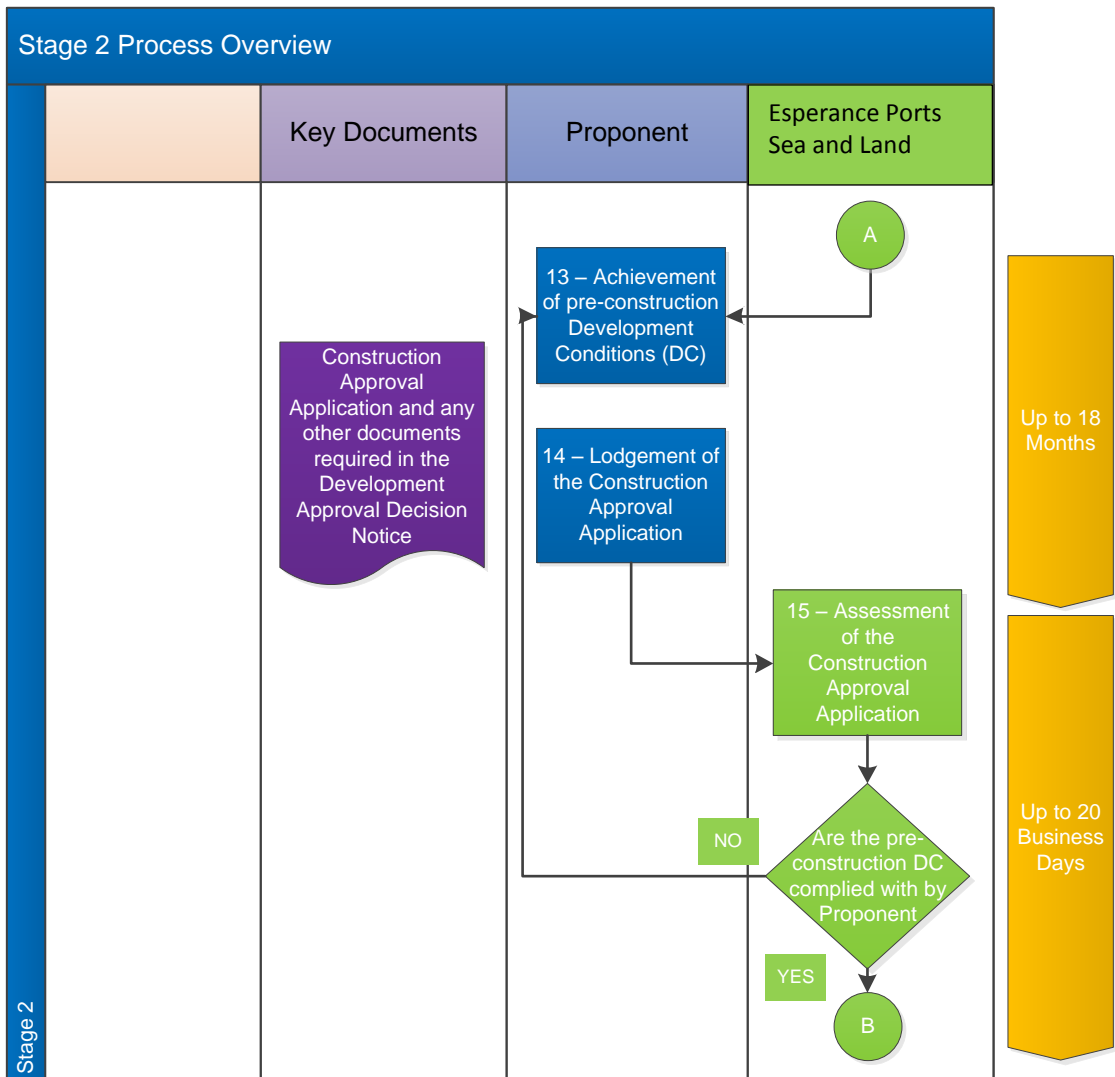 Stage 2 Process Overview
Key Documents
Proponent
Esperance Ports
Sea and Land
A
13 – Achievement
of pre-construction
Development
Conditions (DC)
Construction
Approval
Application and any
other documents
required in the
Development
Approval Decision
Notice
14 – Lodgement of
the Construction
Approval
Application
Up to 18
Months
15 – Assessment
of the
Construction
Approval
Application
NO
Are the pre-
construction DC
complied with by
Proponent
Up to 20
Business
Days
YES
B
Stage 2